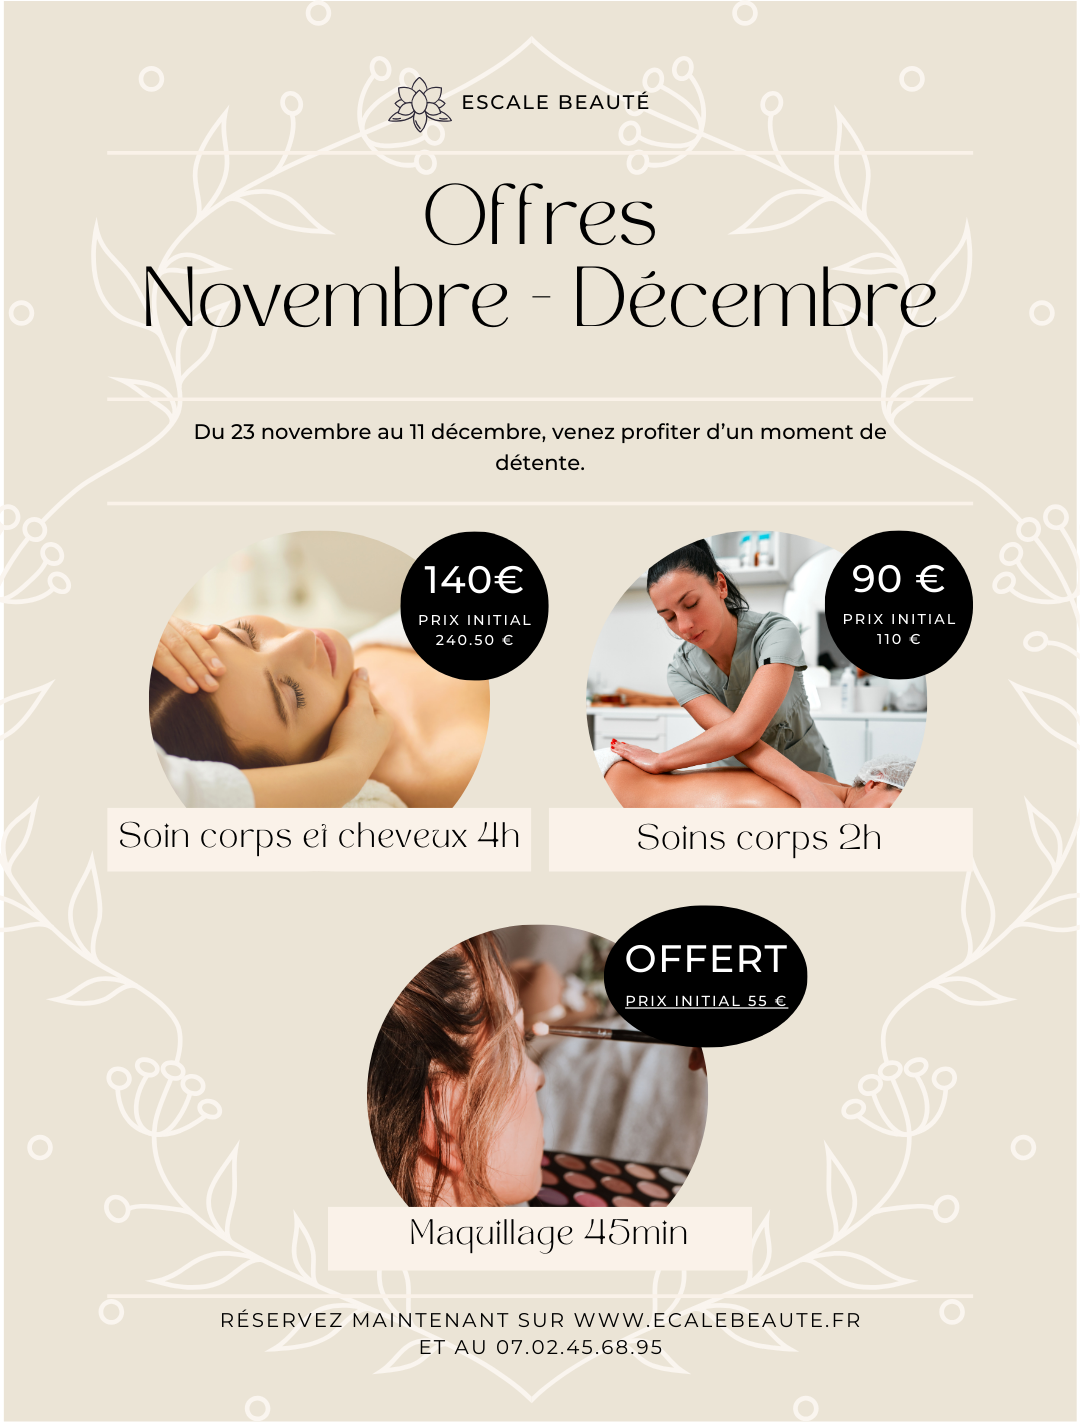 ESCALE BEAUTÉ
Offres
Novembre - Décembre
Du 23 novembre au 11 décembre, venez profiter d’un moment de
détente.
140€
PRIX INITIAL
240.50 €
90 €
PRIX INITIAL
110 €
Soin corps et cheveux 4h
Soins corps 2h
OFFERT
PRIX INITIAL 55 €
Maquillage 45min
RÉSERVEZ MAINTENANT SUR WWW.ECALEBEAUTE.FR
ET AU 07.02.45.68.95